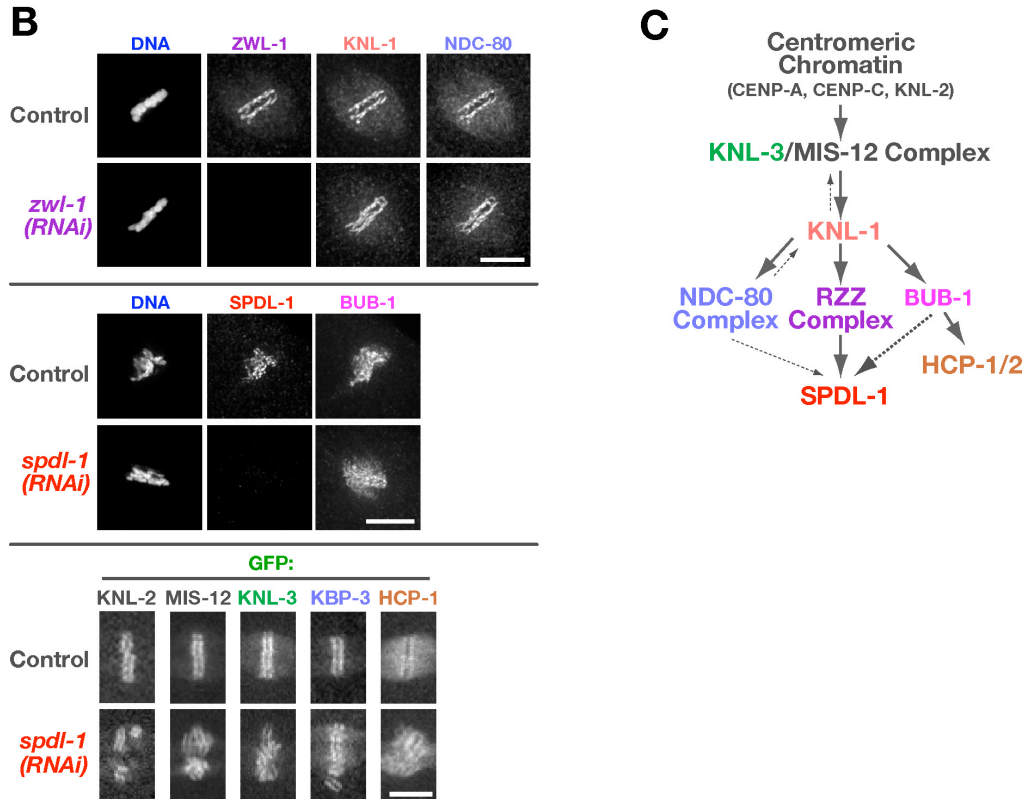 B
DNA ZWL-1 KNL-1 NDC-80
Control
zwl-1
(RNAi)
DNA SPDL-1 BUB-1
Control
spdl-1
(RNAi)
GFP:
KNL-2 MIS-12 KNL-3 KBP-3 HCP-1
Control
spdl-1
(RNAi)
C
Centromeric
Chromatin
(CENP-A, CENP-C, KNL-2)
KNL-3/MIS-12 Complex
KNL-1
NDC-80 RZZ BUB-1
Complex Complex
HCP-1/2
SPDL-1